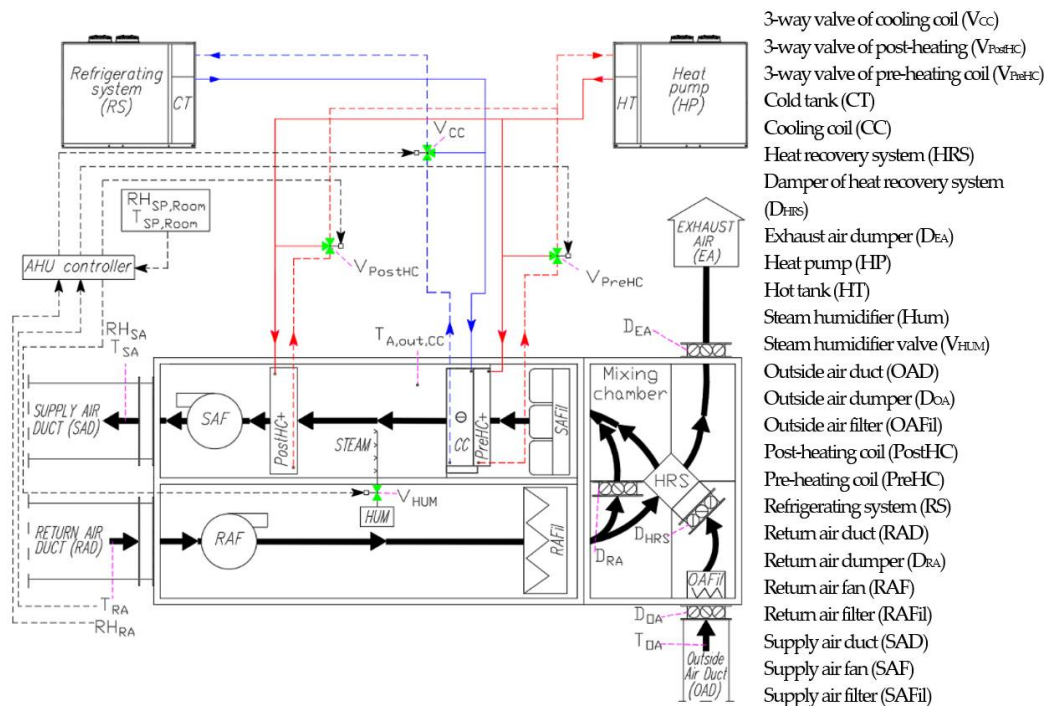 Refrigerating
system
(RS)
CT
Heat
pump
(HP)
HT
V_CC
RH_SP,Room
T_SP,Room
AHU controller
V_PostHC
V_PreHC
EXHAUST
AIR
(EA)
RH_SA
T_SA
T_A,out,CC
D_EA
Mixing
chamber
SUPPLY AIR
DUCT (SAD)
SAF
PostHC+
STEAM
CC
PreHC+
SAFil
HRS
V_HUM
HUM
RETURN AIR
DUCT (RAD)
RAF
RAFil
D_RA
D_HRS
OAFil
T_RA
RH_RA
D_OA
T_OA
Outside
Air Duct
(OAD)
3-way valve of cooling coil (V_CC)
3-way valve of post-heating (V_PostHC)
3-way valve of pre-heating coil (V_PreHC)
Cold tank (CT)
Cooling coil (CC)
Heat recovery system (HRS)
Damper of heat recovery system
(D_HRS)
Exhaust air dumper (D_EA)
Heat pump (HP)
Hot tank (HT)
Steam humidifier (Hum)
Steam humidifier valve (V_HUM)
Outside air duct (OAD)
Outside air dumper (D_OA)
Outside air filter (OAFil)
Post-heating coil (PostHC)
Pre-heating coil (PreHC)
Refrigerating system (RS)
Return air duct (RAD)
Return air dumper (D_RA)
Return air fan (RAF)
Return air filter (RAFil)
Supply air duct (SAD)
Supply air fan (SAF)
Supply air filter (SAFil)